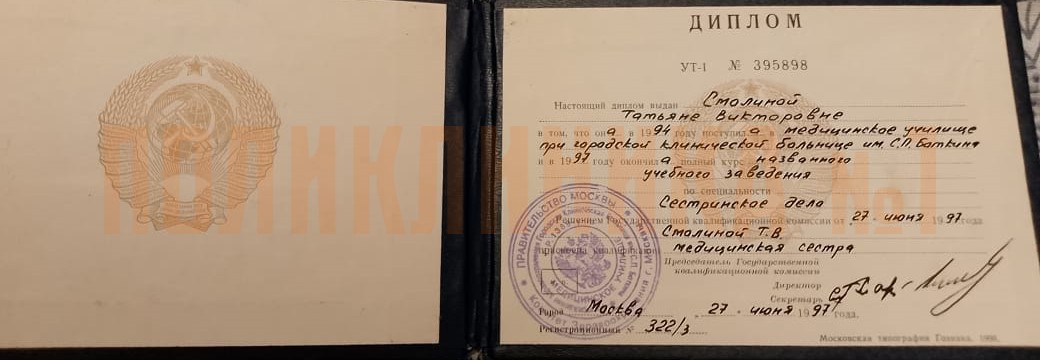 ДИПЛОМ
УТ-I № 395898
Настоящий диплом выдан Смолиной
Татьяне Викторовне
в том, что она в 1994 году поступила в медицинское училище
при городской клинической больнице им. С.П. Боткина
и в 1997 году окончила полный курс названного
учебного заведения
по специальности
Сестринское дело
Решением Государственной квалификационной комиссии от 27 июня 1997 года
Смолиной Т.В.
присвоена квалификация медицинская сестра
Председатель Государственной
квалификационной комиссии
Директор
Секретарь
Город Москва 27 июня 1997 года.
Регистрационный № 322/3
Московская типография Гознака. 1990.
ПОЛИКЛИНИКА №1
ПРАВИТЕЛЬСТВО МОСКВЫ
МЕДИЦИНСКОЕ УЧИЛИЩЕ